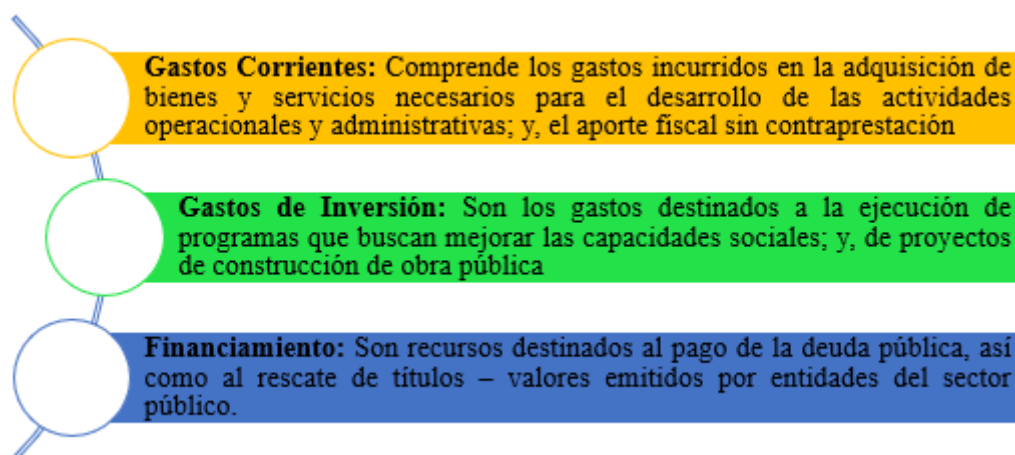 Gastos Corrientes: Comprende los gastos incurridos en la adquisición de
bienes y servicios necesarios para el desarrollo de las actividades
operacionales y administrativas; y, el aporte fiscal sin contraprestación
Gastos de Inversión: Son los gastos destinados a la ejecución de
programas que buscan mejorar las capacidades sociales; y, de proyectos
de construcción de obra pública
Financiamiento: Son recursos destinados al pago de la deuda pública, así
como al rescate de títulos – valores emitidos por entidades del sector
público.